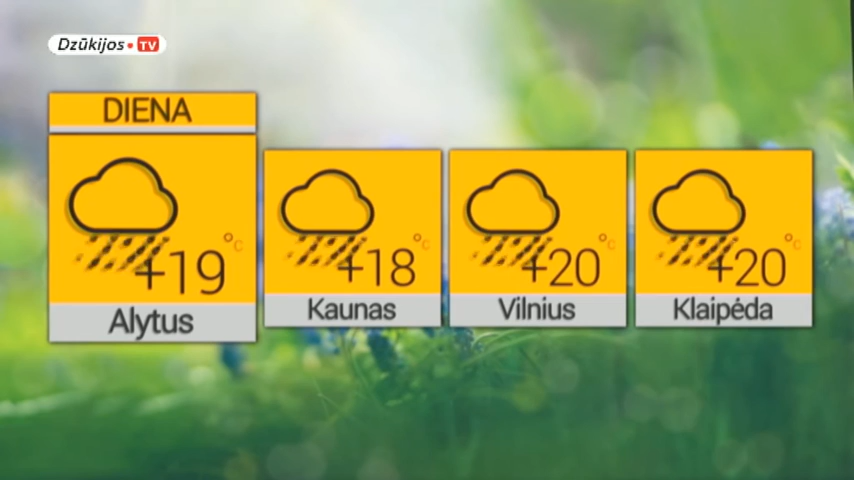 Dzūkijos TV
DIENA
+19 °C
Alytus
+18 °C
Kaunas
+20 °C
Vilnius
+20 °C
Klaipėda